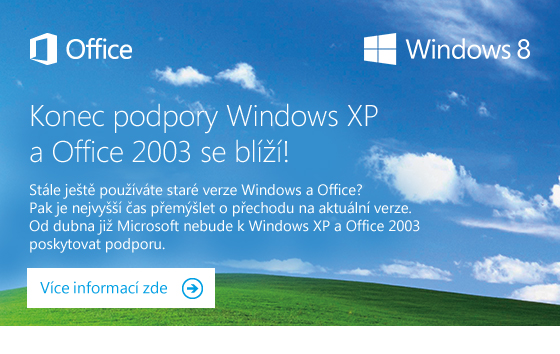 Office
Windows 8
Konec podpory Windows XP
a Office 2003 se blíží!
Stále ještě používáte staré verze Windows a Office?
Pak je nejvyšší čas přemýšlet o přechodu na aktuální verze.
Od dubna již Microsoft nebude k Windows XP a Office 2003
poskytovat podporu.
Více informací zde